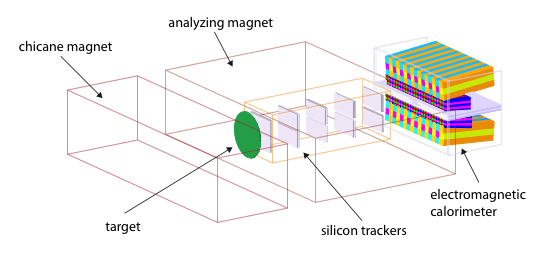 analyzing magnet
chicane magnet
target
silicon trackers
electromagnetic
calorimeter